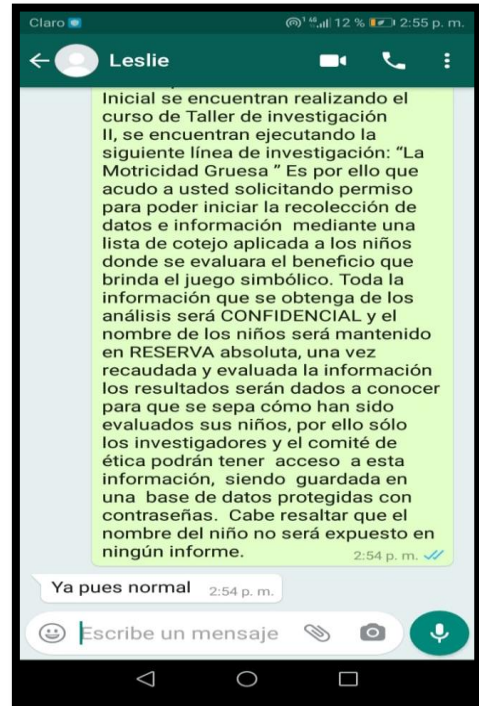 Claro
12 % 2:55 p. m.
Leslie
Inicial se encuentran realizando el
curso de Taller de investigación
II, se encuentran ejecutando la
siguiente línea de investigación: “La
Motricidad Gruesa ” Es por ello que
acudo a usted solicitando permiso
para poder iniciar la recolección de
datos e información mediante una
lista de cotejo aplicada a los niños
donde se evaluara el beneficio que
brinda el juego simbólico. Toda la
información que se obtenga de los
análisis será CONFIDENCIAL y el
nombre de los niños será mantenido
en RESERVA absoluta, una vez
recaudada y evaluada la información
los resultados serán dados a conocer
para que se sepa cómo han sido
evaluados sus niños, por ello sólo
los investigadores y el comité de
ética podrán tener acceso a esta
información, siendo guardada en
una base de datos protegidas con
contraseñas. Cabe resaltar que el
nombre del niño no será expuesto en
ningún informe.
2:54 p. m.
Ya pues normal 2:54 p. m.
Escribe un mensaje